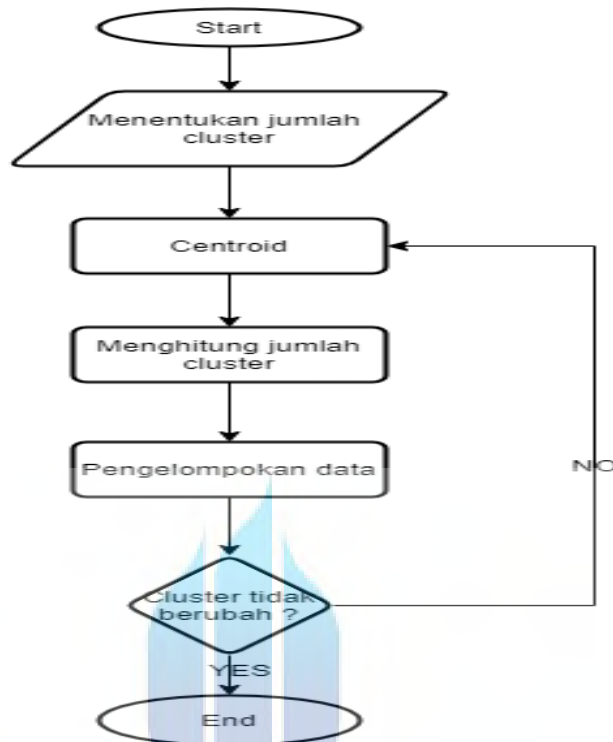 Start
Menentukan jumlah
cluster
Centroid
Menghitung jumlah
cluster
Pengelompokan data
NO
Cluster tidak
berubah ?
YES
End